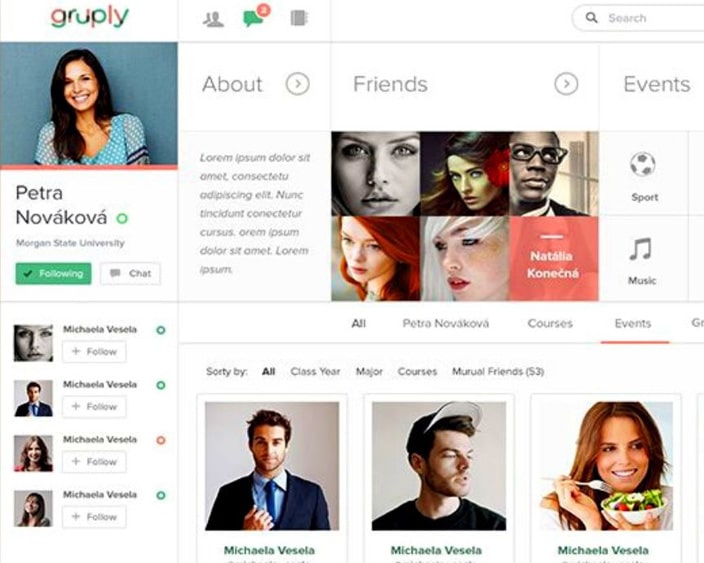 gruply
3
Search
About
Friends
Events
Lorem ipsum dolor sit
amet, consectetu
adipiscing elit. Nunc
tincidunt conectetur
cursus. orem ipsum
dolor sit amet. Lorem
ipsum.
Sport
Music
Natália
Konečná
Petra
Nováková
Morgan State University
Following
Chat
All
Petra Nováková
Courses
Events
Gr
Michaela Vesela
+ Follow
Michaela Vesela
+ Follow
Michaela Vesela
+ Follow
Michaela Vesela
+ Follow
Sorty by:
All
Class Year
Major
Courses
Murual Friends (53)
Michaela Vesela
Michaela Vesela
Michaela Vesela